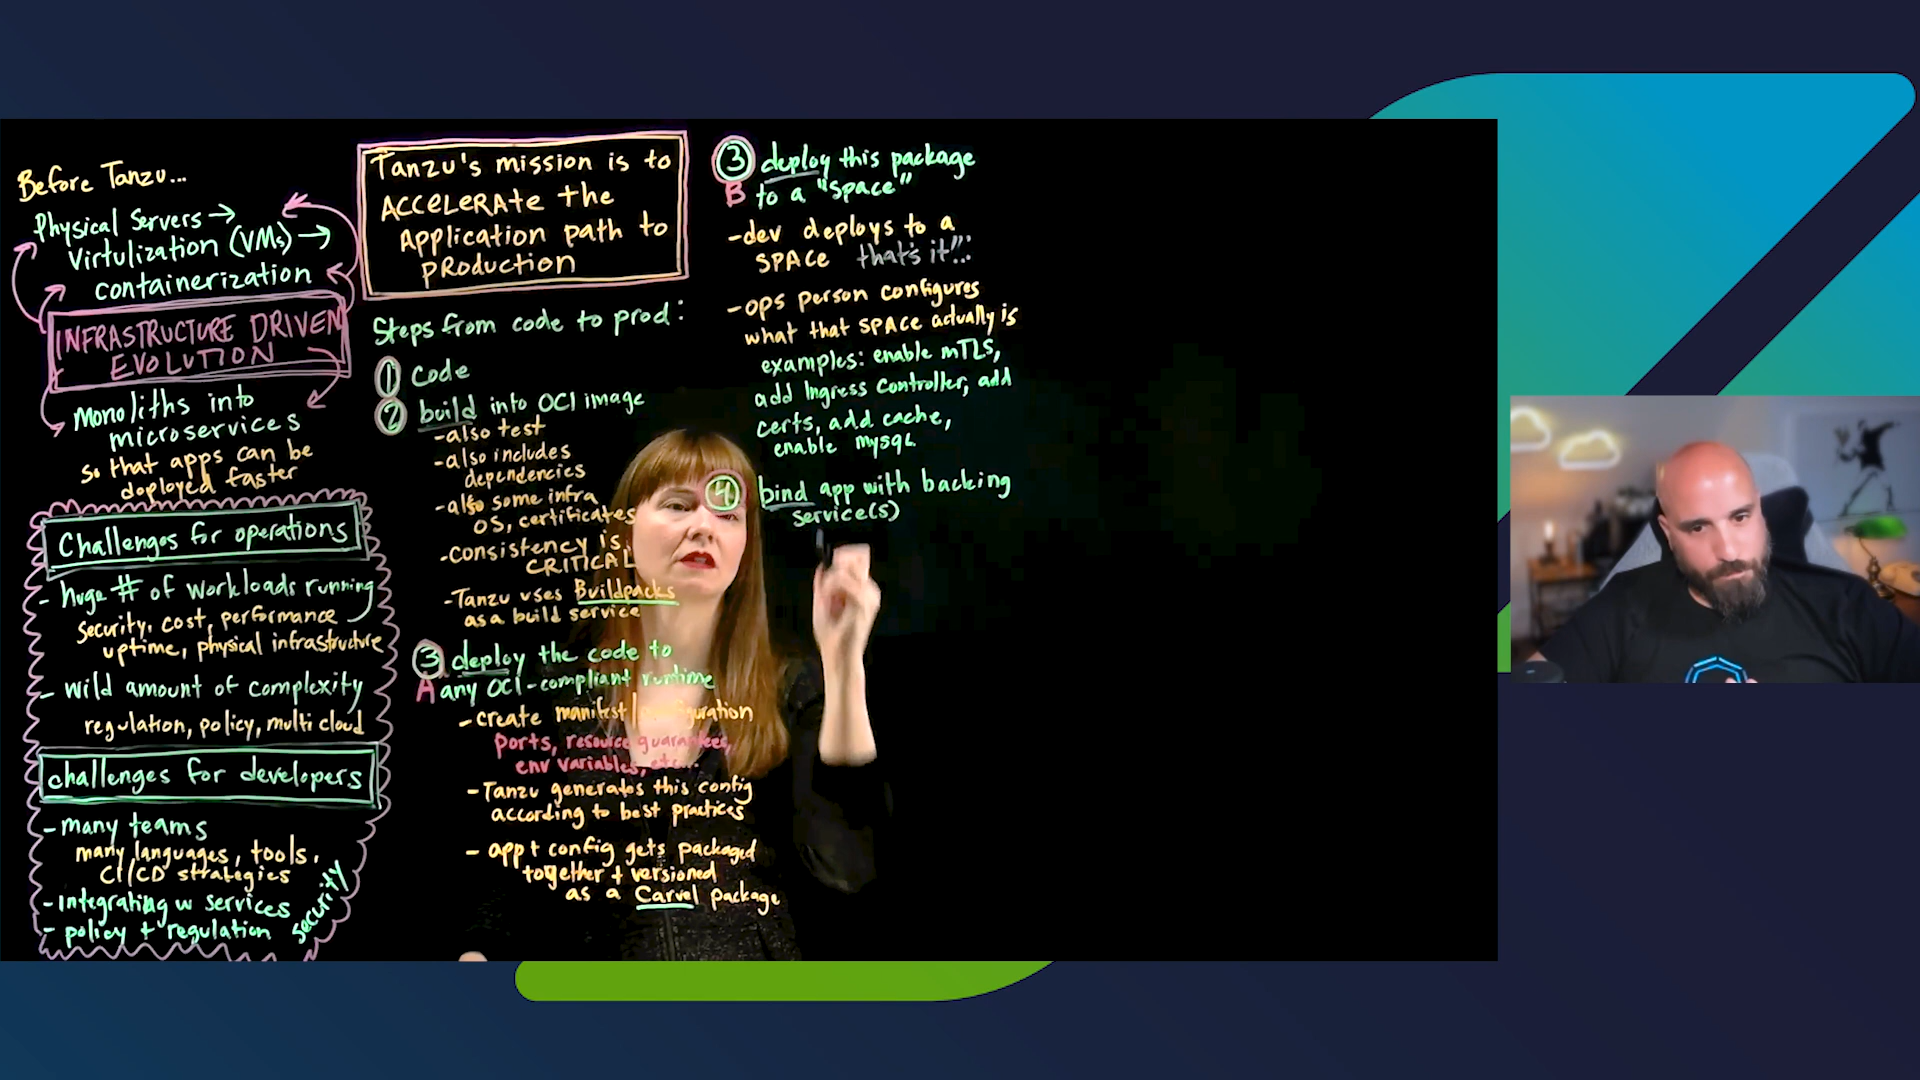 Before Tanzu...
Physical Servers →
Virtulization (VMs) →
containerization
INFRASTRUCTURE DRIVEN
EVOLUTION
Monoliths into
microservices
so that apps can be
doployed faster
Challenges for operations
- huge # of workloads running
security, cost, performance
uptime, physical infrastructure
- wild amount of complexity
regulation, policy, multi cloud
challenges for developers
- many teams
many languages, tools,
CI/CD strategies
- Integrating w services
- policy + regulation
security
Tanzu's mission is to
ACCELERATE the
Application path to
pRoduction
Steps from code to prod:
1 Code
2 build into OCI image
- also test
- also includes
dependencies
- also some infra
OS, certificates
- consistency is
CRITICAL
- Tanzu uses Buildpacks
as a build service
3 deploy the code to
A any OCI-compliant runtime
- create manifest/configuration
ports, resource guarantees,
env variables, etc...
- Tanzu generates this config
according to best practices
- app + config gets packaged
together + versioned
as a Carvel package
3 deploy this package
B to a "space"
- dev deploys to a
SPACe that's it!!!
- ops person configures
what that SPACe actually is
examples: enable mTLS,
add Ingress Controller, add
certs, add cache,
enable mysql
4 bind app with backing
service(s)